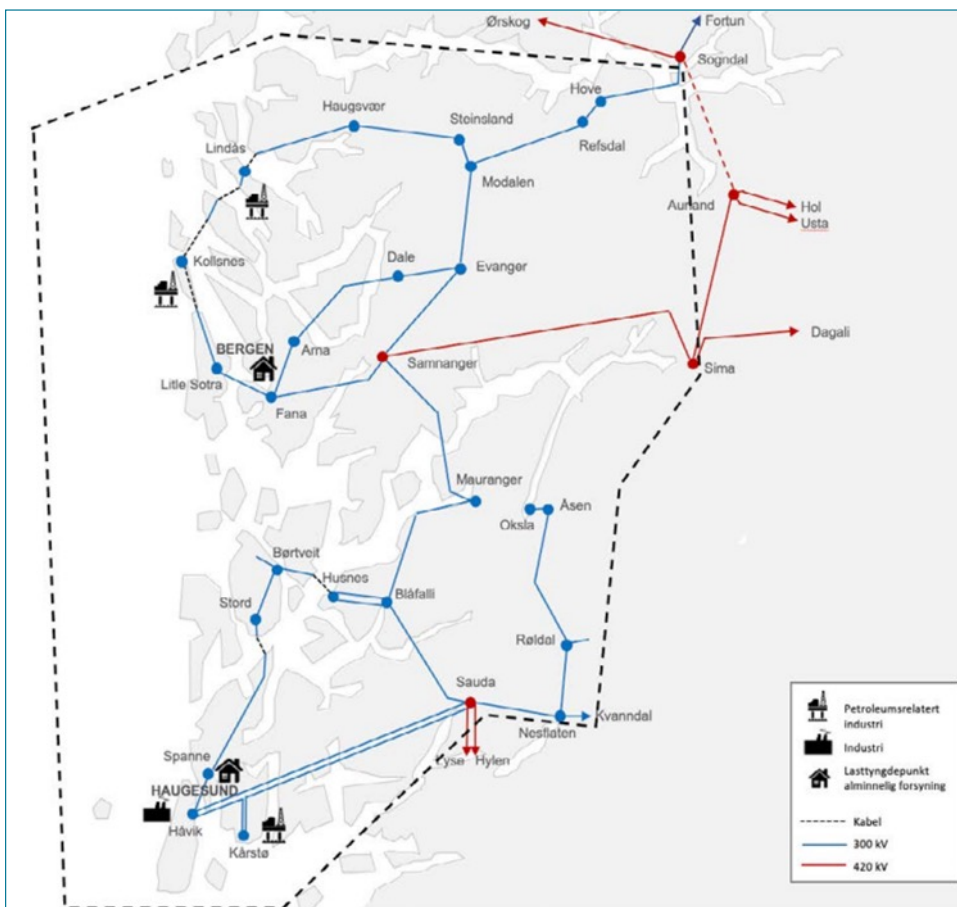 Ørskog
Fortun
Sogndal
Hove
Haugsvær
Steinsland
Refsdal
Lindås
Modalen
Aurland
Hol
Usta
Kollsnes
Dale
Evanger
Dagali
BERGEN
Arna
Samnanger
Sima
Litle Sotra
Fana
Mauranger
Oksla
Åsen
Børtveit
Husnes
Blåfalli
Stord
Røldal
Sauda
Kvanndal
Nesflaten
Spanne
Lyse
Hylen
HAUGESUND
Håvik
Kårstø
Petroleumsrelatert
industri
Industri
Lasttyngdepunkt
alminnelig forsyning
Kabel
300 kV
420 kV